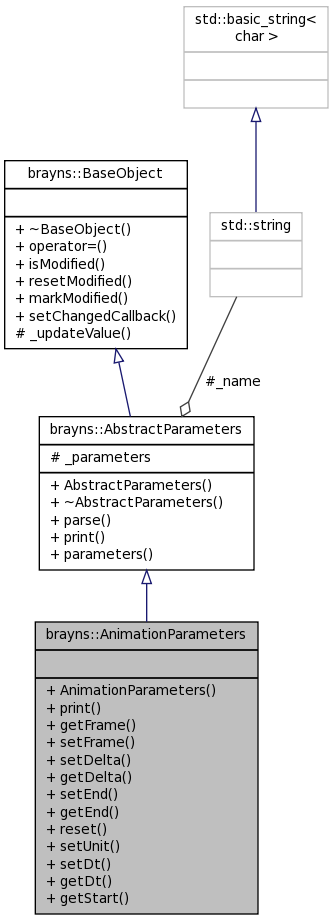 std::basic_string<
char >
brayns::BaseObject
+ ~BaseObject()
+ operator=()
+ isModified()
+ resetModified()
+ markModified()
+ setChangedCallback()
# _updateValue()
std::string
#_name
brayns::AbstractParameters
# _parameters
+ AbstractParameters()
+ ~AbstractParameters()
+ parse()
+ print()
+ parameters()
brayns::AnimationParameters
+ AnimationParameters()
+ print()
+ getFrame()
+ setFrame()
+ setDelta()
+ getDelta()
+ setEnd()
+ getEnd()
+ reset()
+ setUnit()
+ setDt()
+ getDt()
+ getStart()